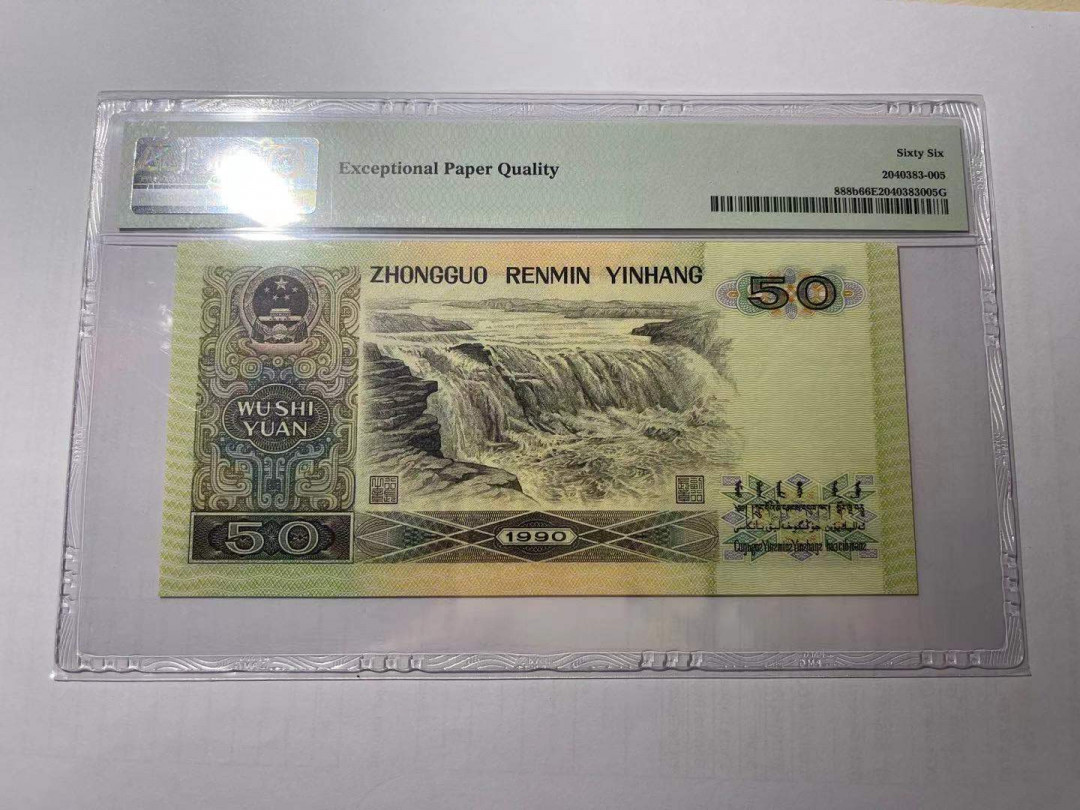 Exceptional Paper Quality
Sixty Six
2040383-005
888b66E2040383005G
ZHONGGUO RENMIN YINHANG
50
WU SHI
YUAN
50
1990